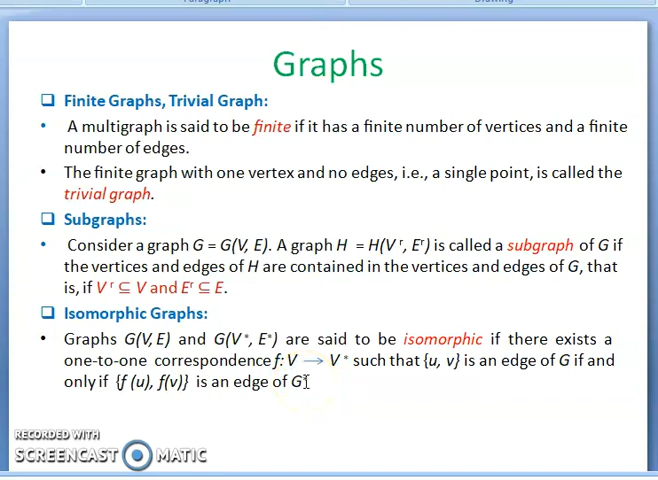 Graphs
❑ Finite Graphs, Trivial Graph:
• A multigraph is said to be finite if it has a finite number of vertices and a finite
number of edges.
• The finite graph with one vertex and no edges, i.e., a single point, is called the
trivial graph.
❑ Subgraphs:
• Consider a graph G = G(V, E). A graph H = H(V ʳ, Eʳ) is called a subgraph of G if
the vertices and edges of H are contained in the vertices and edges of G, that
is, if V ʳ ⊆ V and Eʳ ⊆ E.
❑ Isomorphic Graphs:
• Graphs G(V, E) and G(V*, E*) are said to be isomorphic if there exists a
one-to-one correspondence f: V → V* such that {u, v} is an edge of G if and
only if {f (u), f(v)} is an edge of G*
RECORDED WITH
SCREENCAST MATIC